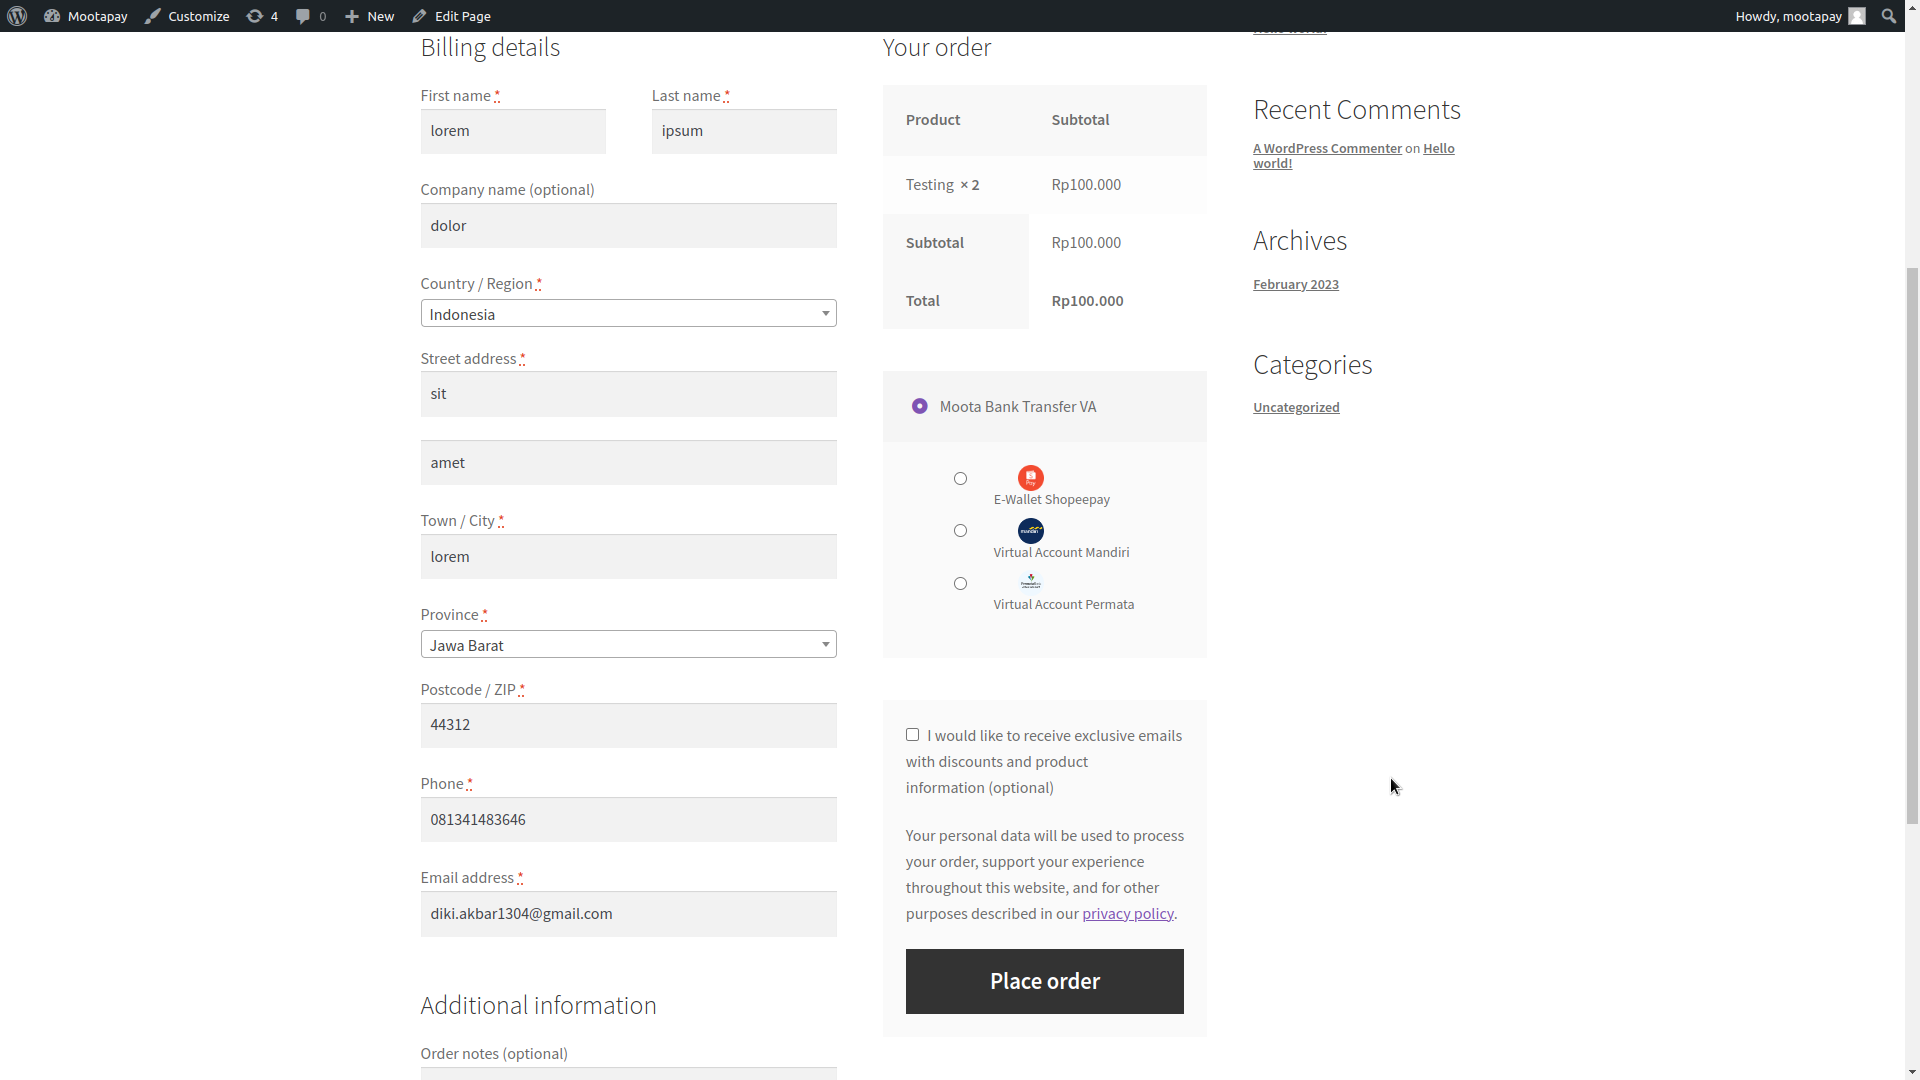 Mootapay
Customize
4
0
New
Edit Page
Howdy, mootapay
Billing details
First name *
Last name *
lorem
ipsum
Company name (optional)
dolor
Country / Region *
Indonesia
Street address *
sit
amet
Town / City *
lorem
Province *
Jawa Barat
Postcode / ZIP *
44312
Phone *
081341483646
Email address *
diki.akbar1304@gmail.com
Additional information
Order notes (optional)
Your order
Product Subtotal
Testing × 2 Rp100.000
Subtotal Rp100.000
Total Rp100.000
Moota Bank Transfer VA
Pay
E-Wallet Shopeepay
mandiri
Virtual Account Mandiri
Virtual Account Permata
I would like to receive exclusive emails
with discounts and product
information (optional)
Your personal data will be used to process
your order, support your experience
throughout this website, and for other
purposes described in our privacy policy.
Place order
Hello world!
Recent Comments
A WordPress Commenter on Hello
world!
Archives
February 2023
Categories
Uncategorized